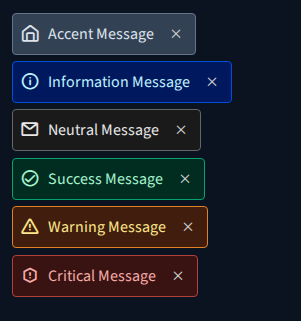 Accent Message
Information Message
Neutral Message
Success Message
Warning Message
Critical Message